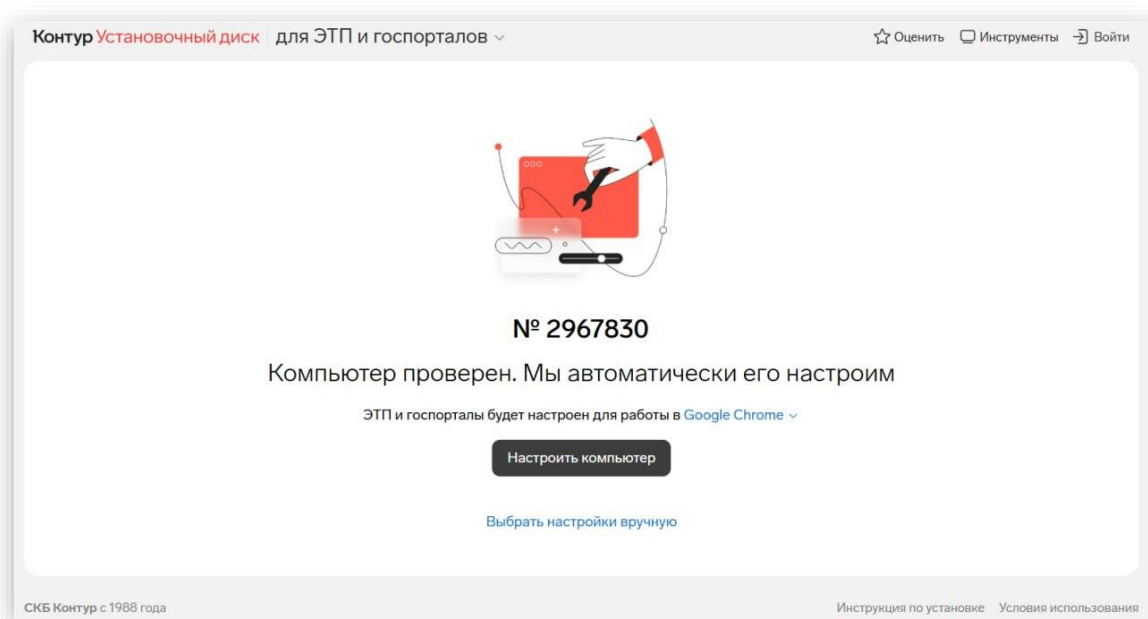 Контур Установочный диск для ЭТП и госпорталов Оценить Инструменты Войти
№ 2967830
Компьютер проверен. Мы автоматически его настроим
ЭТП и госпорталы будет настроен для работы в Google Chrome
Настроить компьютер
Выбрать настройки вручную
СКБ Контур с 1988 года Инструкция по установке Условия использования